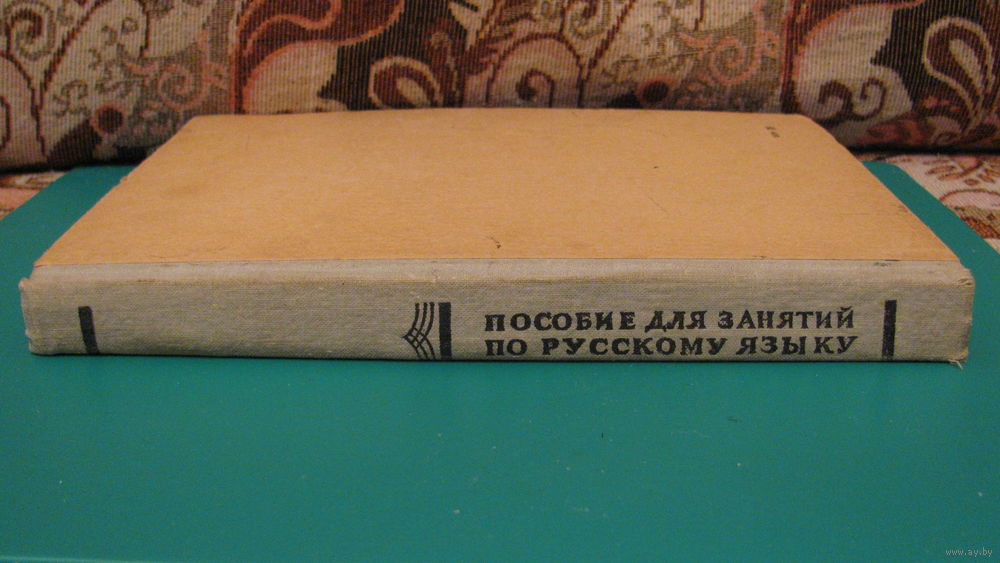 ПОСОБИЕ ДЛЯ ЗАНЯТИЙ
ПО РУССКОМУ ЯЗЫКУ
www.ay.by